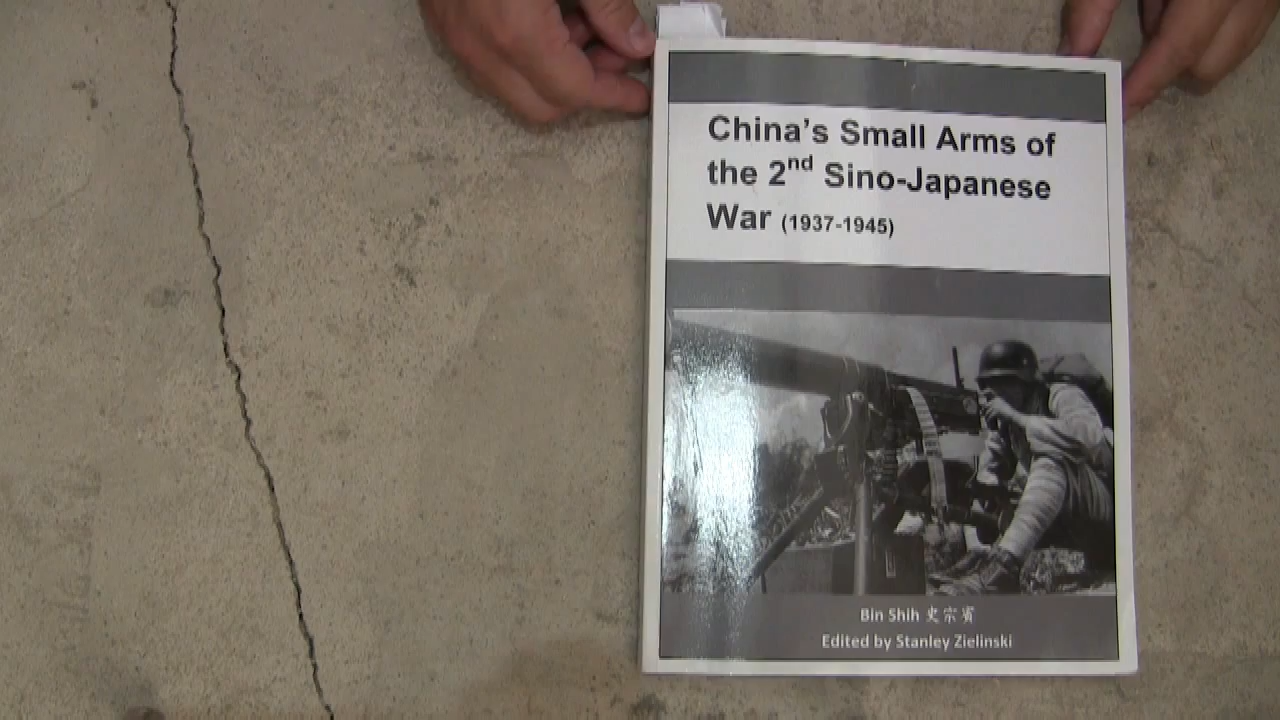 China's Small Arms of
the 2nd Sino-Japanese
War (1937-1945)
Bin Shih 史宗賓
Edited by Stanley Zielinski